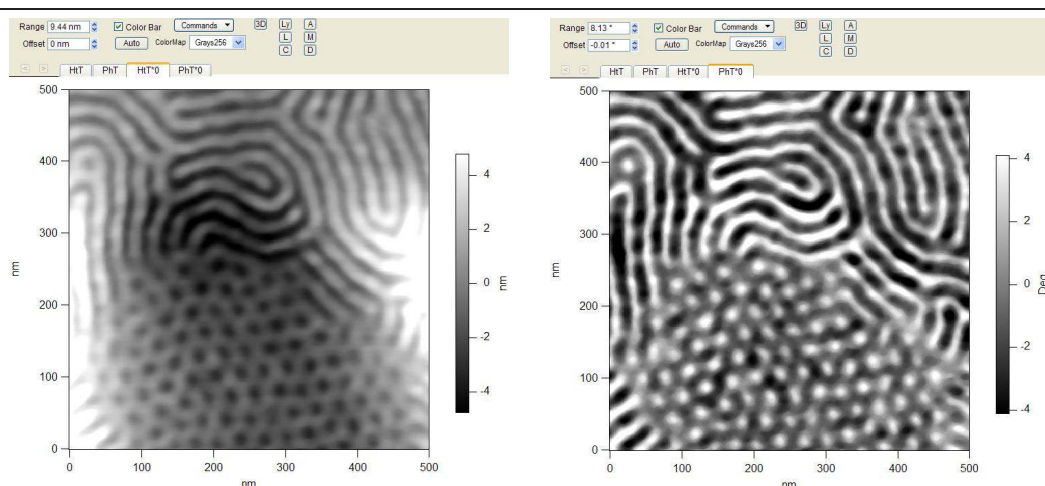 Range 9.44 nm Color Bar Commands 3D Ly A
Offset 0 nm Auto ColorMap Grays256 L M
C D
< > HtT PhT HtT*0 PhT*0
500
400
300
200
100
0
nm
0 100 200 300 400 500
nm
4
2
0
-2
-4
nm
Range 8.13 ° Color Bar Commands 3D Ly A
Offset -0.01 ° Auto ColorMap Grays256 L M
C D
< > HtT PhT HtT*0 PhT*0
500
400
300
200
100
0
nm
0 100 200 300 400 500
nm
4
2
0
-2
-4
Deg